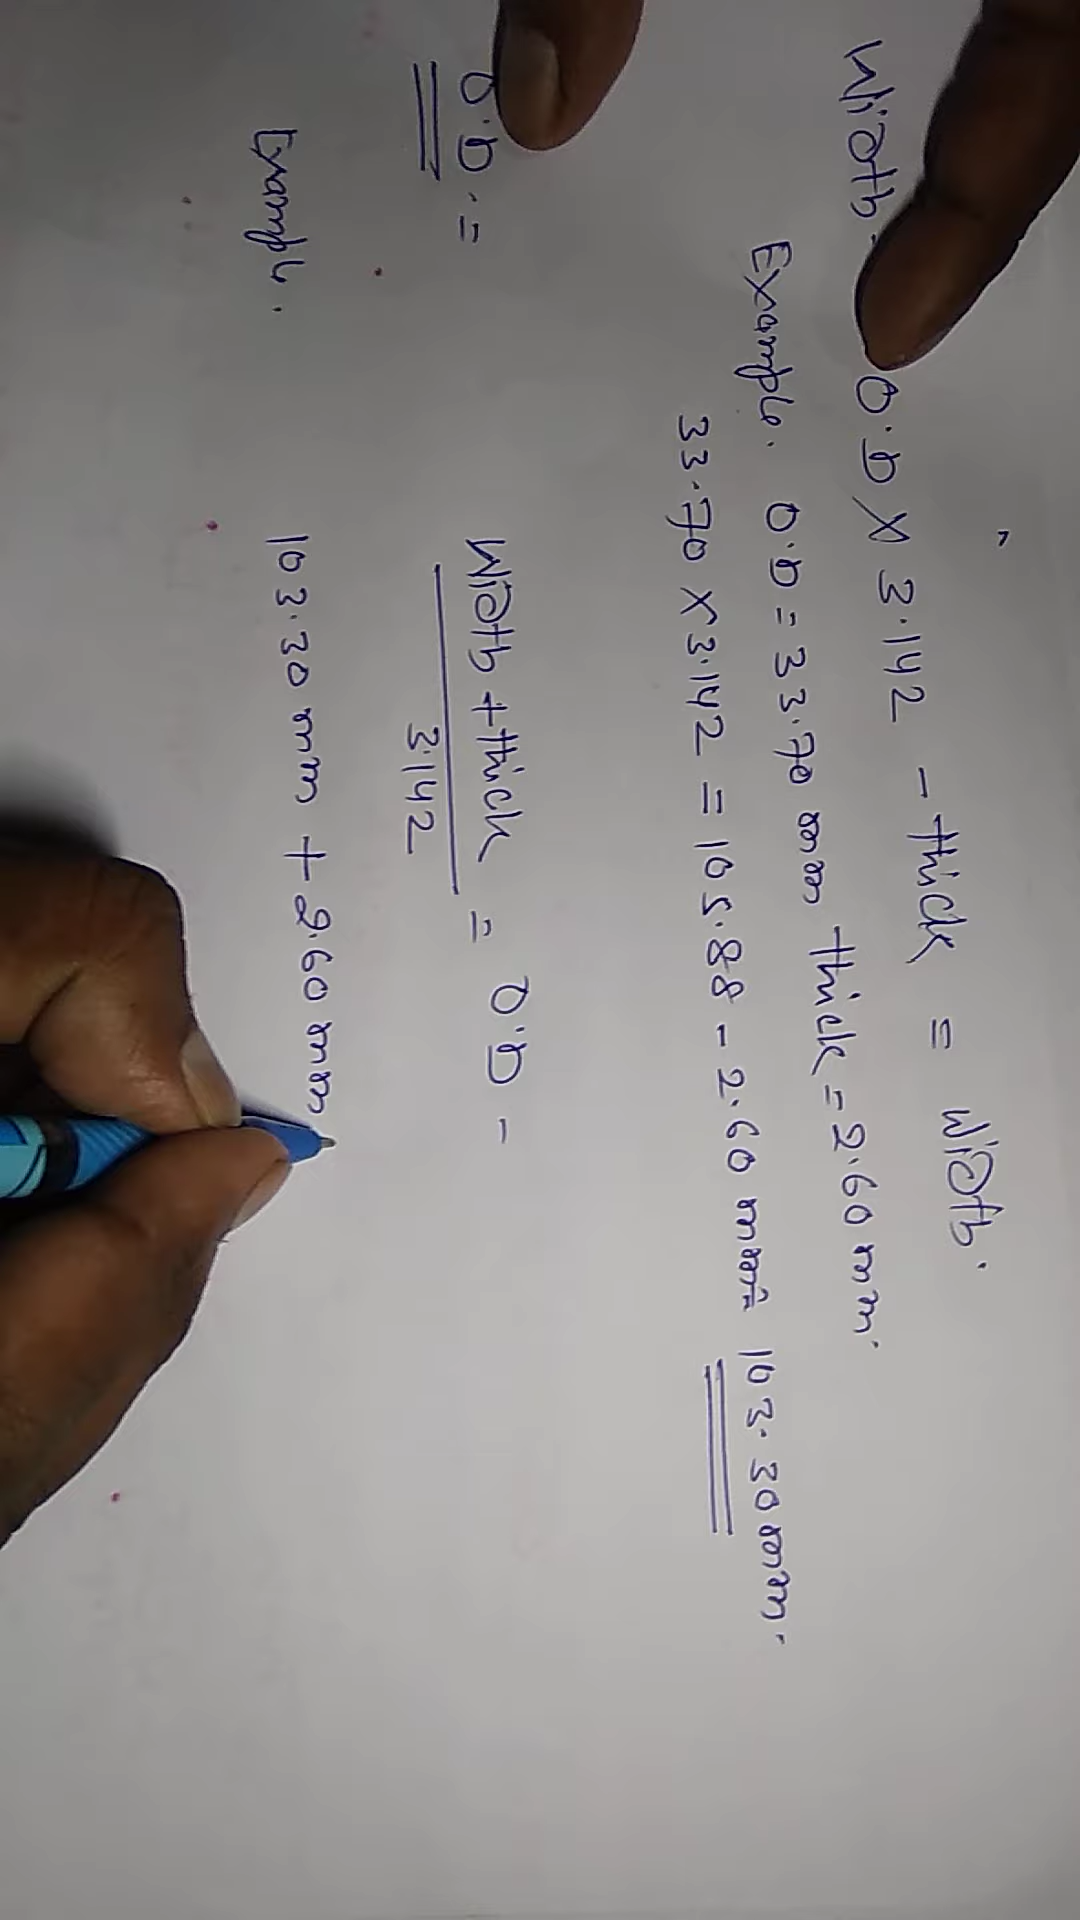 Width. O.D x 3.142 - thick = Width.
Example. O.D = 33.70 mm thick = 2.60 mm.
33.70 x 3.142 = 105.88 - 2.60 mm = 103.30 mm.
O.D. = Width + thick = O.D -
3.142
Example. 103.30 mm + 2.60 mm